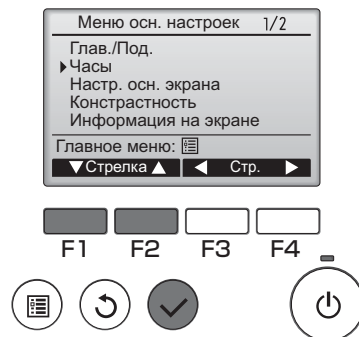 Меню осн. настроек 1/2
Глав./Под.
Часы
Настр. осн. экрана
Констрастность
Информация на экране
Главное меню:
Стрелка Стр.
F1 F2 F3 F4